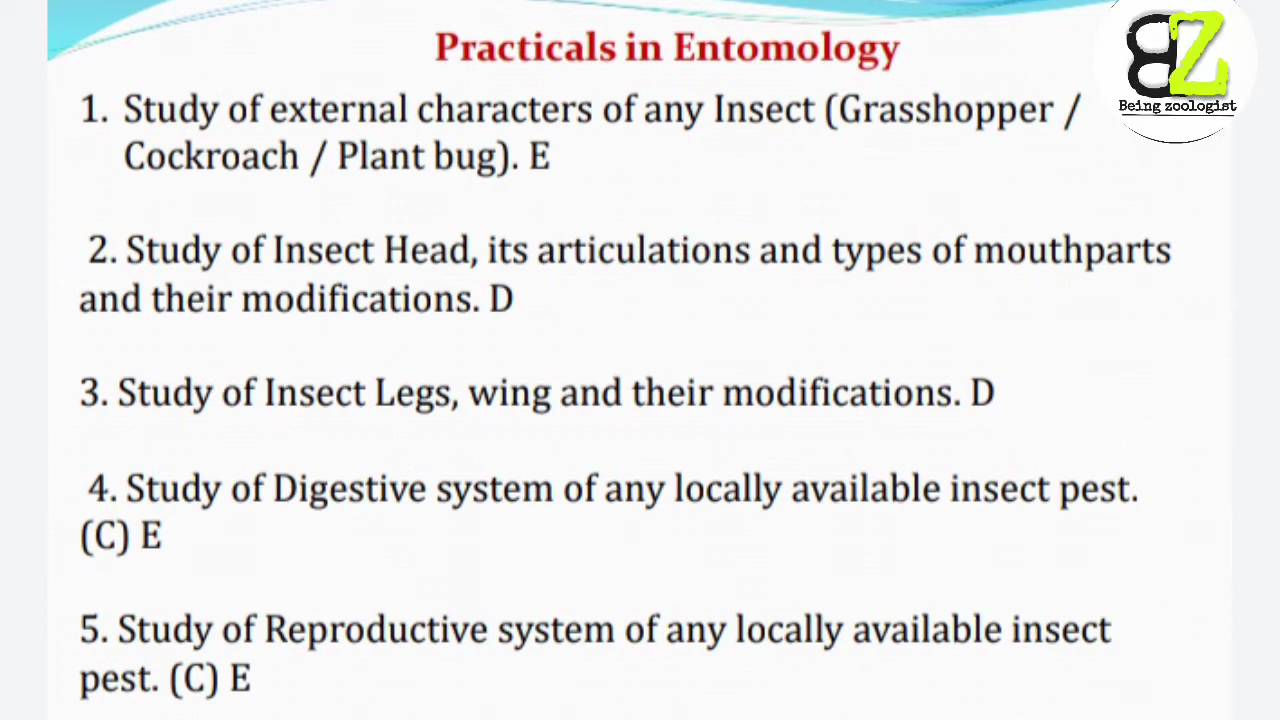 Practicals in Entomology
BZ
Being zoologist
1. Study of external characters of any Insect (Grasshopper /
Cockroach / Plant bug). E
2. Study of Insect Head, its articulations and types of mouthparts
and their modifications. D
3. Study of Insect Legs, wing and their modifications. D
4. Study of Digestive system of any locally available insect pest.
(C) E
5. Study of Reproductive system of any locally available insect
pest. (C) E